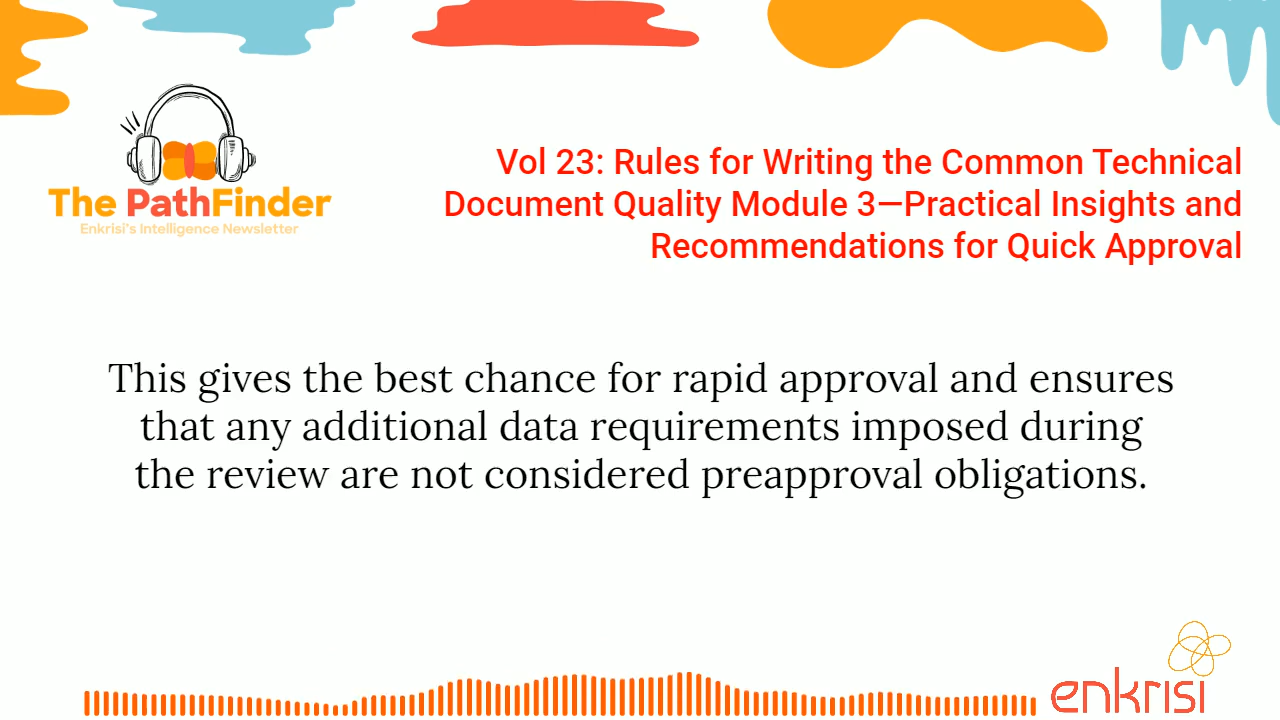 The PathFinder
Enkrisi's Intelligence Newsletter
Vol 23: Rules for Writing the Common Technical
Document Quality Module 3—Practical Insights and
Recommendations for Quick Approval
This gives the best chance for rapid approval and ensures
that any additional data requirements imposed during
the review are not considered preapproval obligations.
enkrisi